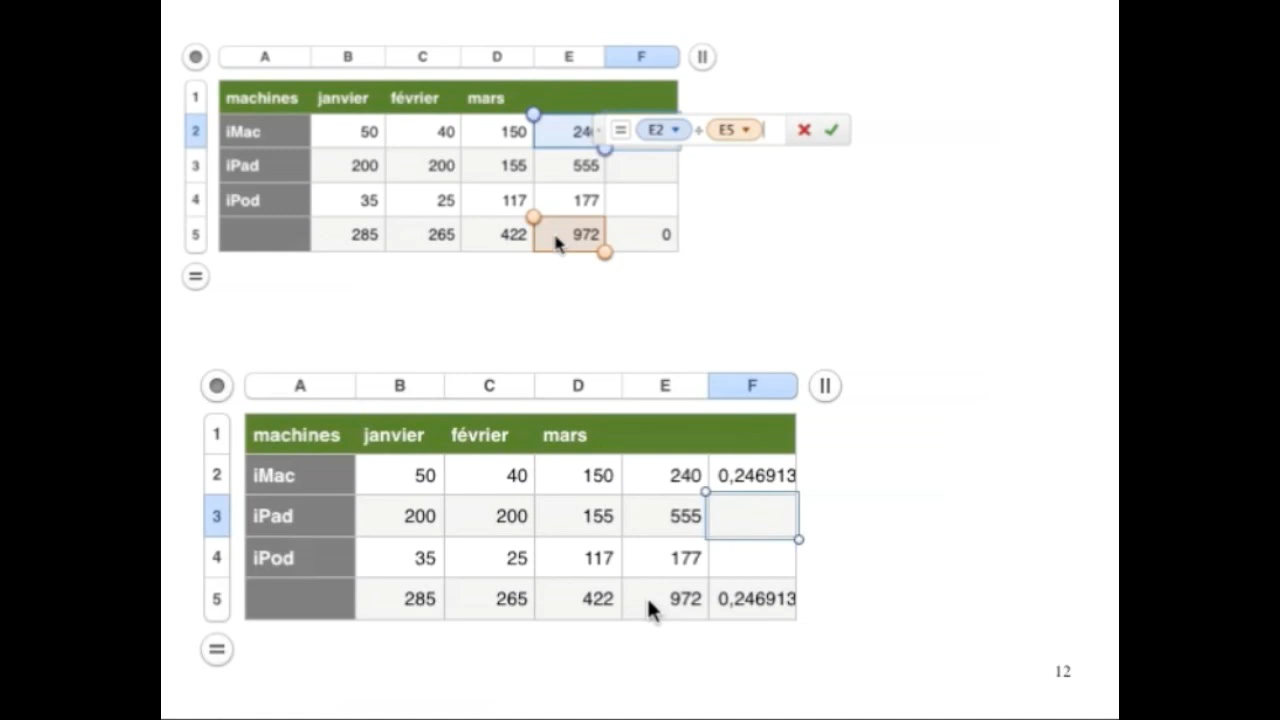 A B C D E F
1 machines janvier février mars
2 iMac 50 40 150 24 = E2 ÷ E5
3 iPad 200 200 155 555
4 iPod 35 25 117 177
5 285 265 422 972 0
=
A B C D E F
1 machines janvier février mars
2 iMac 50 40 150 240 0,246913
3 iPad 200 200 155 555
4 iPod 35 25 117 177
5 285 265 422 972 0,246913
=
12